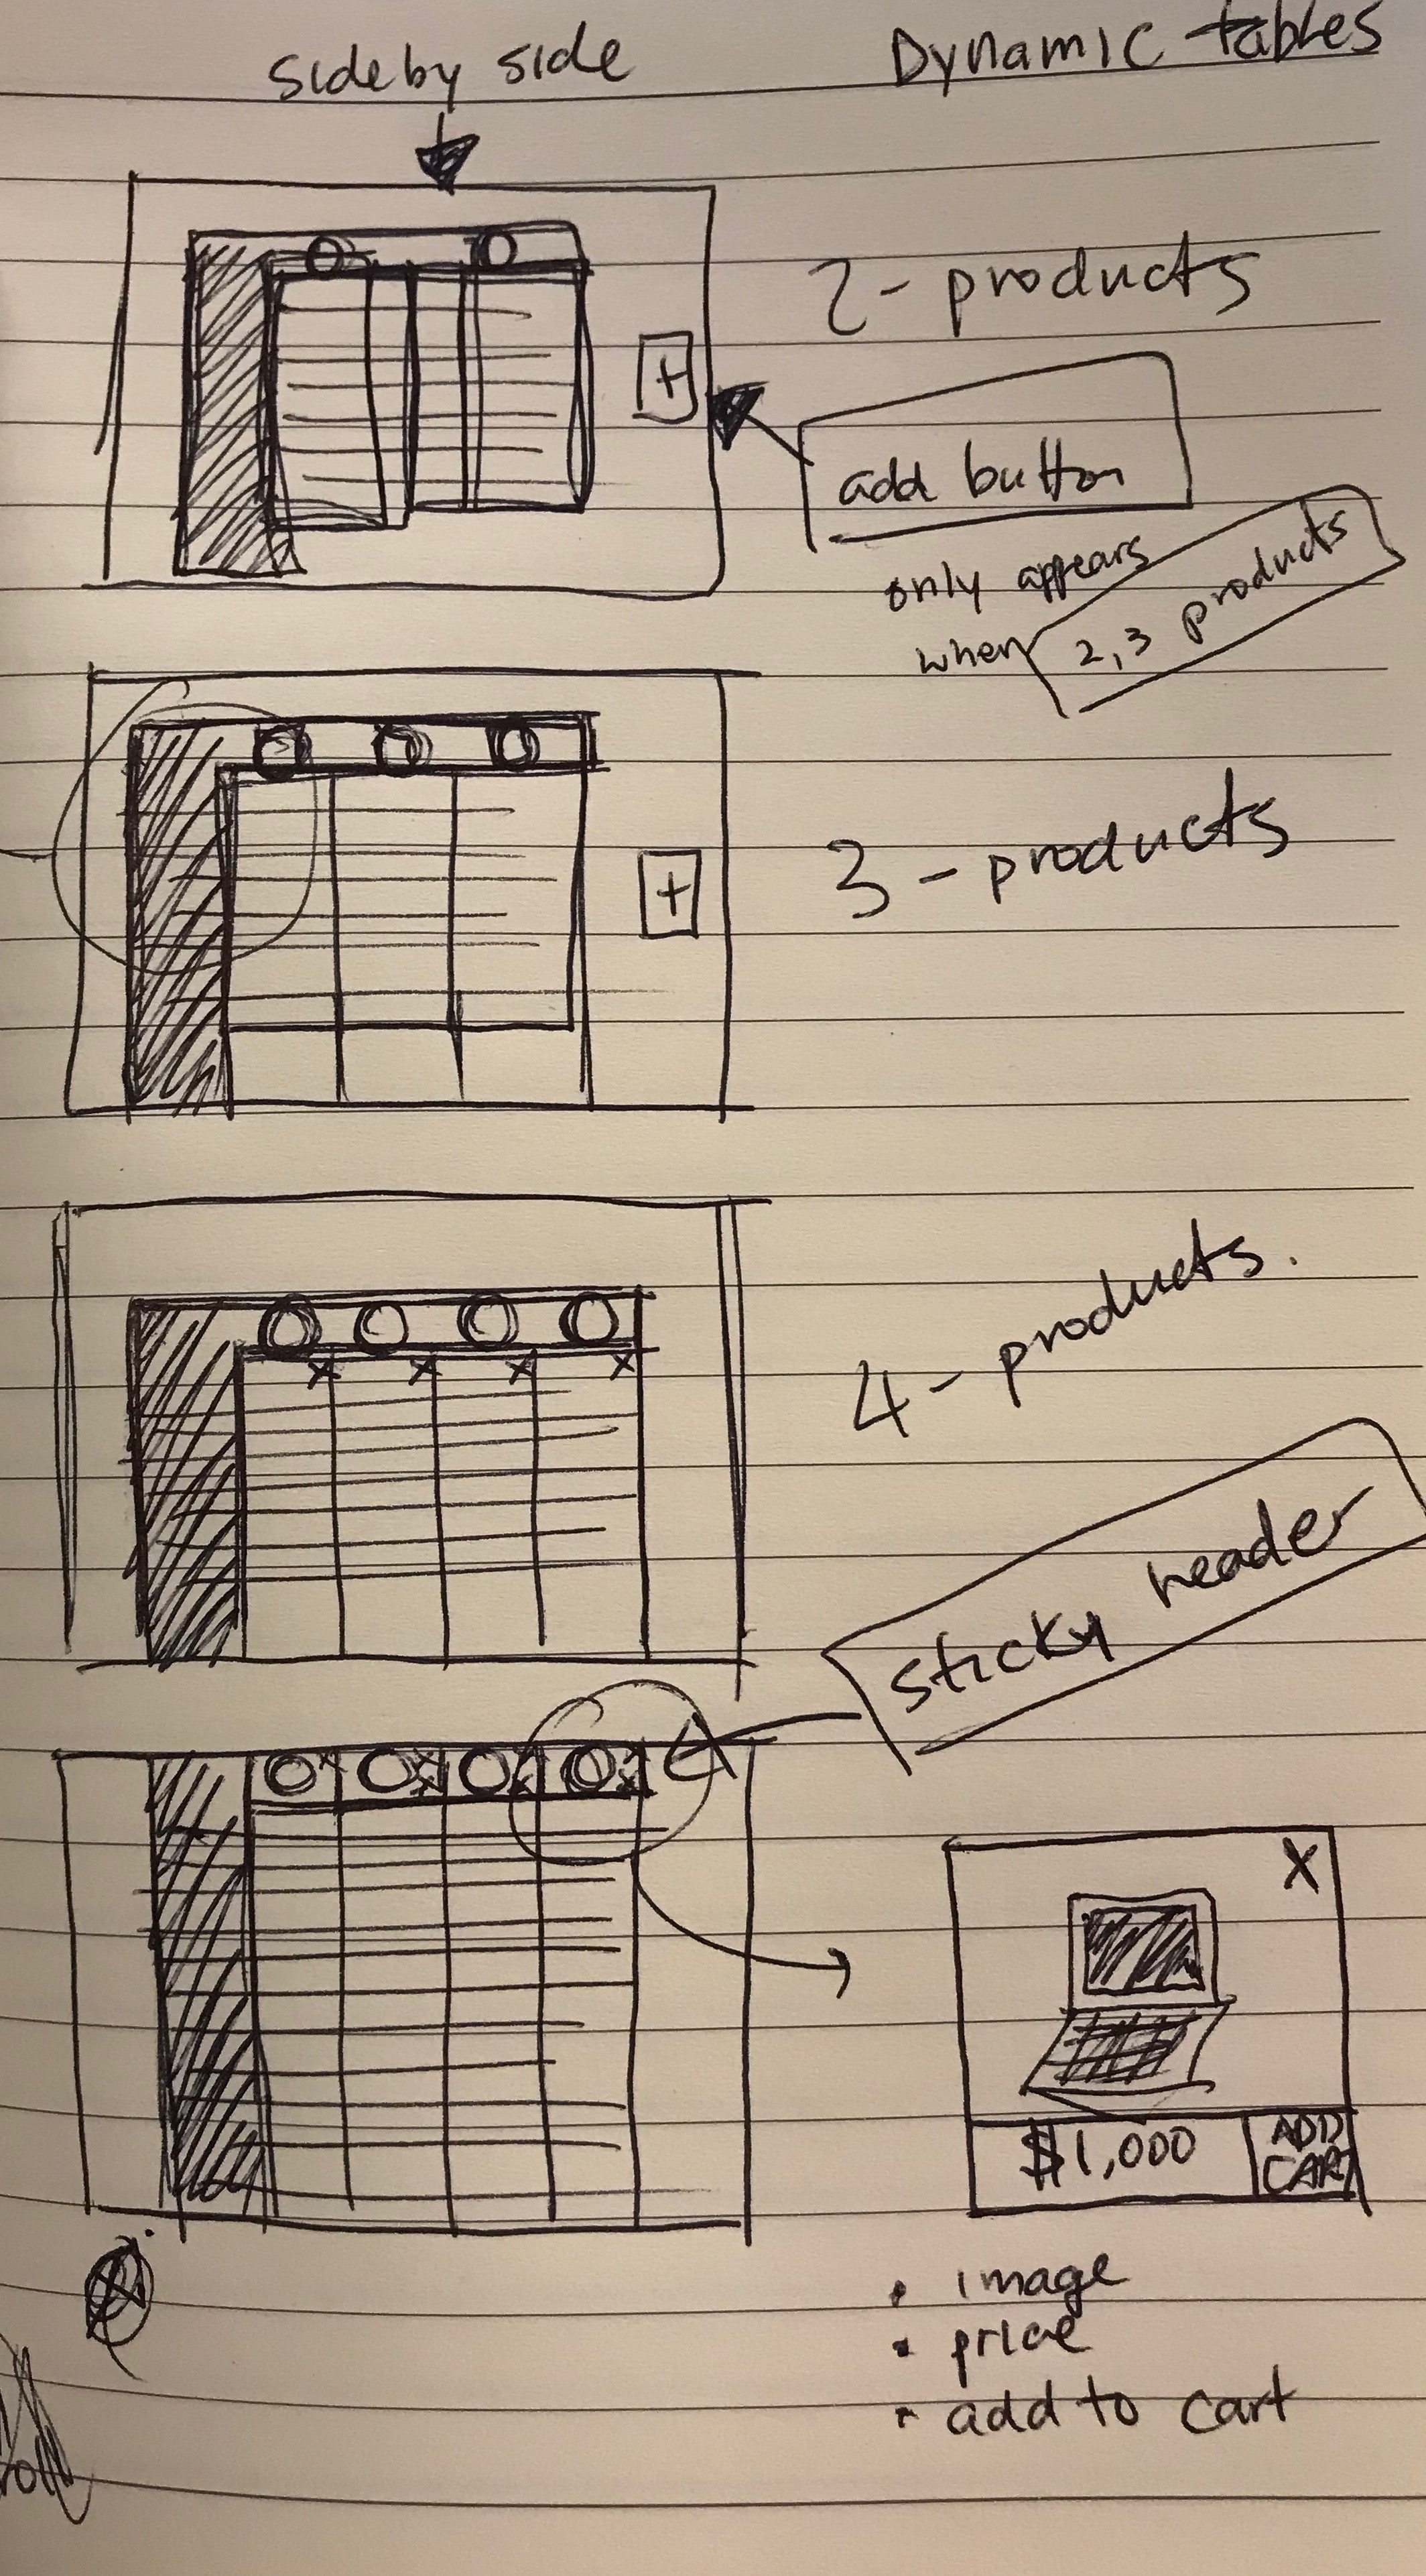 side by side
Dynamic tables
2 - products
+
add button
only appears
when 2,3 products
3 - products
+
4 - products.
x x x x
sticky header
X
$1,000
ADD
CART
• image
• price
• add to cart